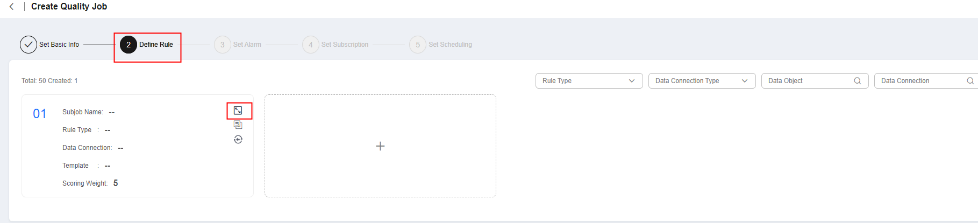 Create Quality Job
Set Basic Info 2 Define Rule 3 Set Alarm 4 Set Subscription 5 Set Scheduling
Total: 50 Created: 1 Rule Type Data Connection Type Data Object Data Connection
01 Subjob Name: --
Rule Type : --
Data Connection: --
Template : --
Scoring Weight: 5